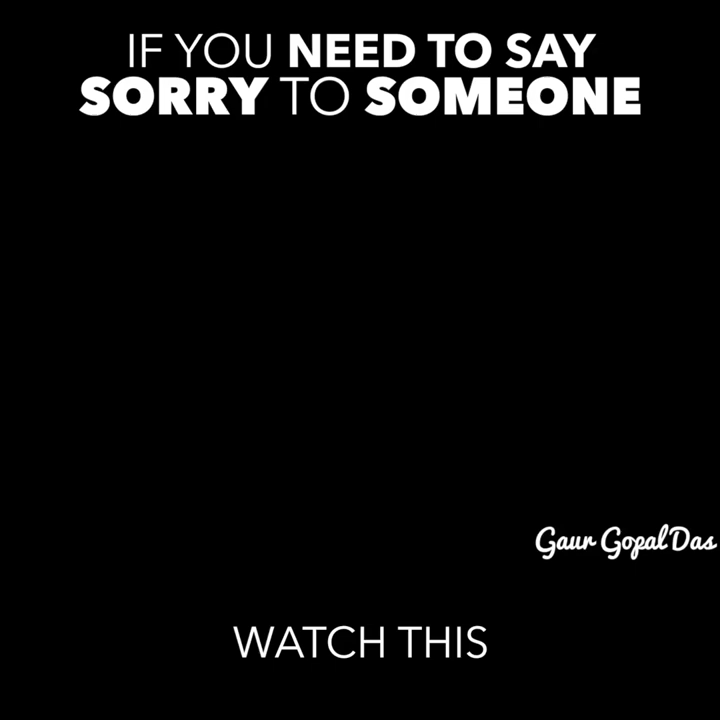 IF YOU NEED TO SAY
SORRY TO SOMEONE
Gaur Gopal Das
WATCH THIS